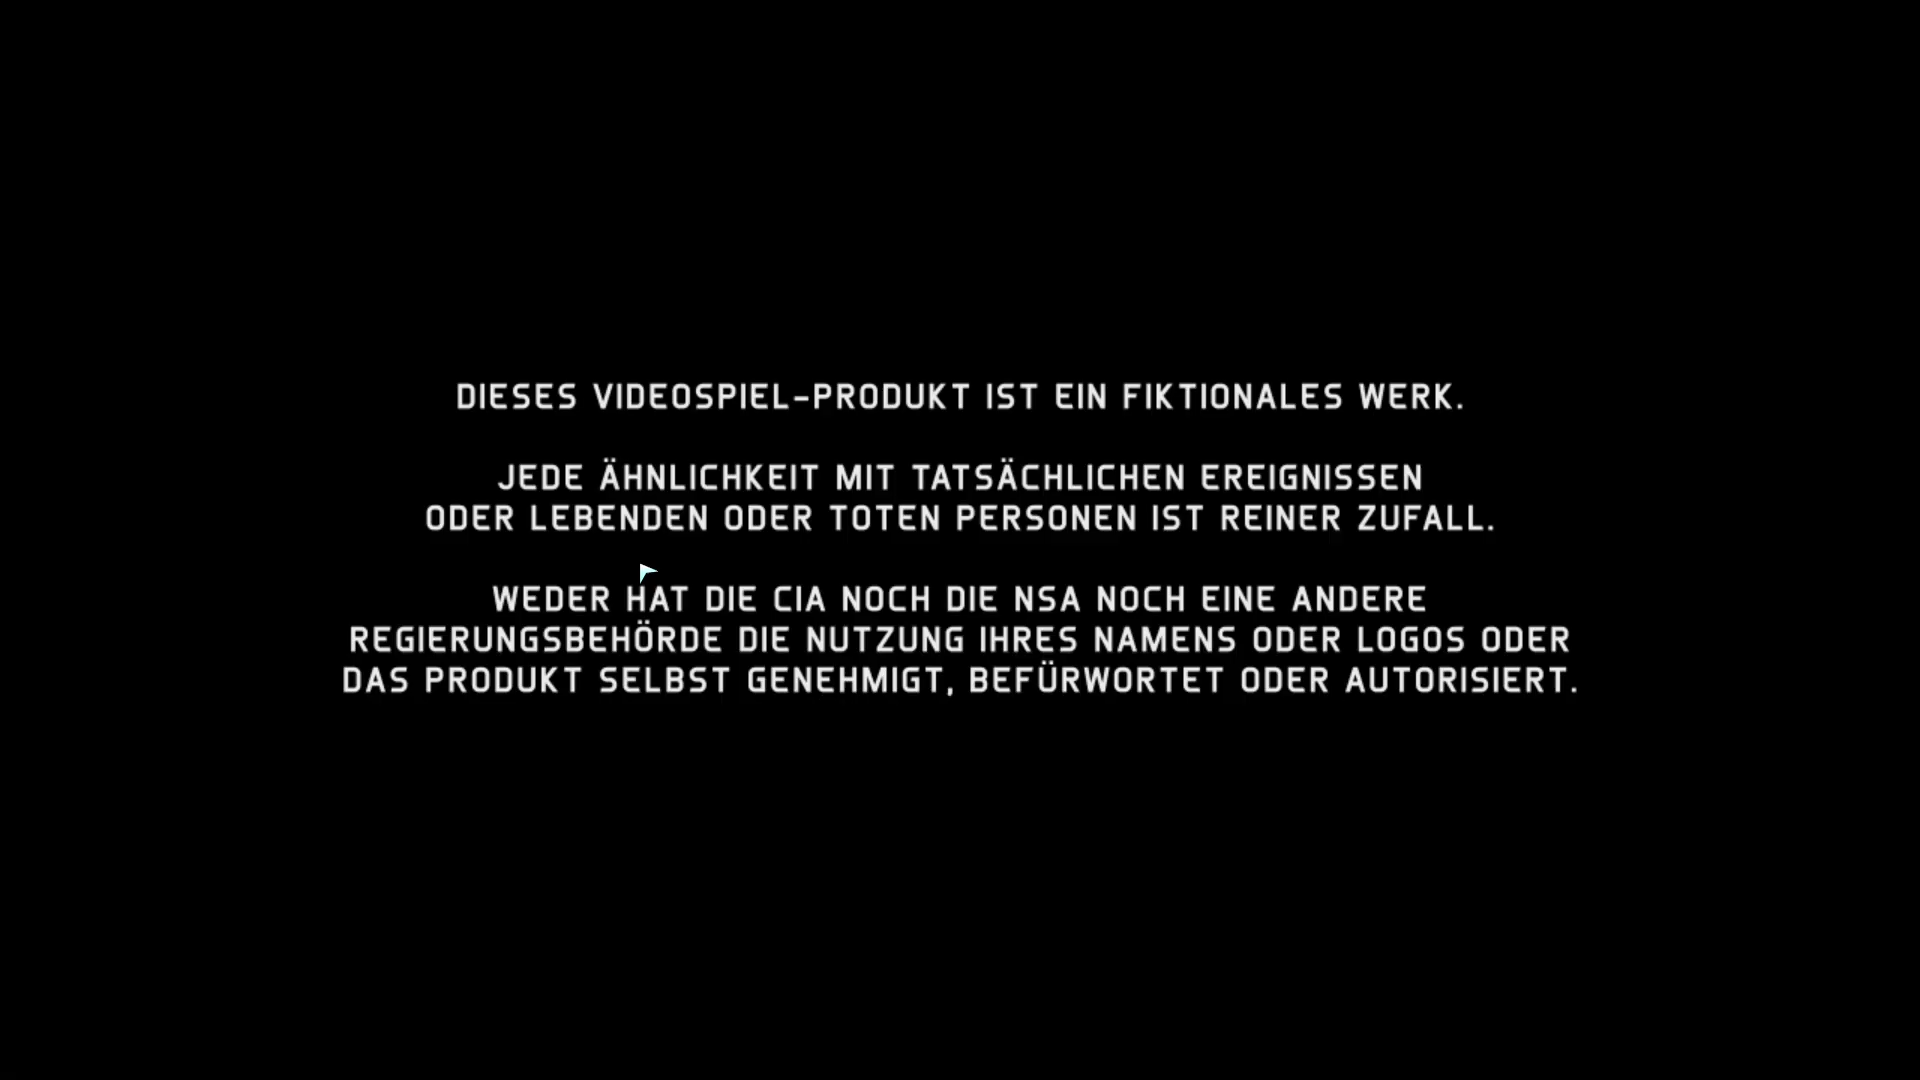 DIESES VIDEOSPIEL-PRODUKT IST EIN FIKTIONALES WERK.
JEDE ÄHNLICHKEIT MIT TATSÄCHLICHEN EREIGNISSEN
ODER LEBENDEN ODER TOTEN PERSONEN IST REINER ZUFALL.
WEDER HAT DIE CIA NOCH DIE NSA NOCH EINE ANDERE
REGIERUNGSBEHÖRDE DIE NUTZUNG IHRES NAMENS ODER LOGOS ODER
DAS PRODUKT SELBST GENEHMIGT, BEFÜRWORTET ODER AUTORISIERT.